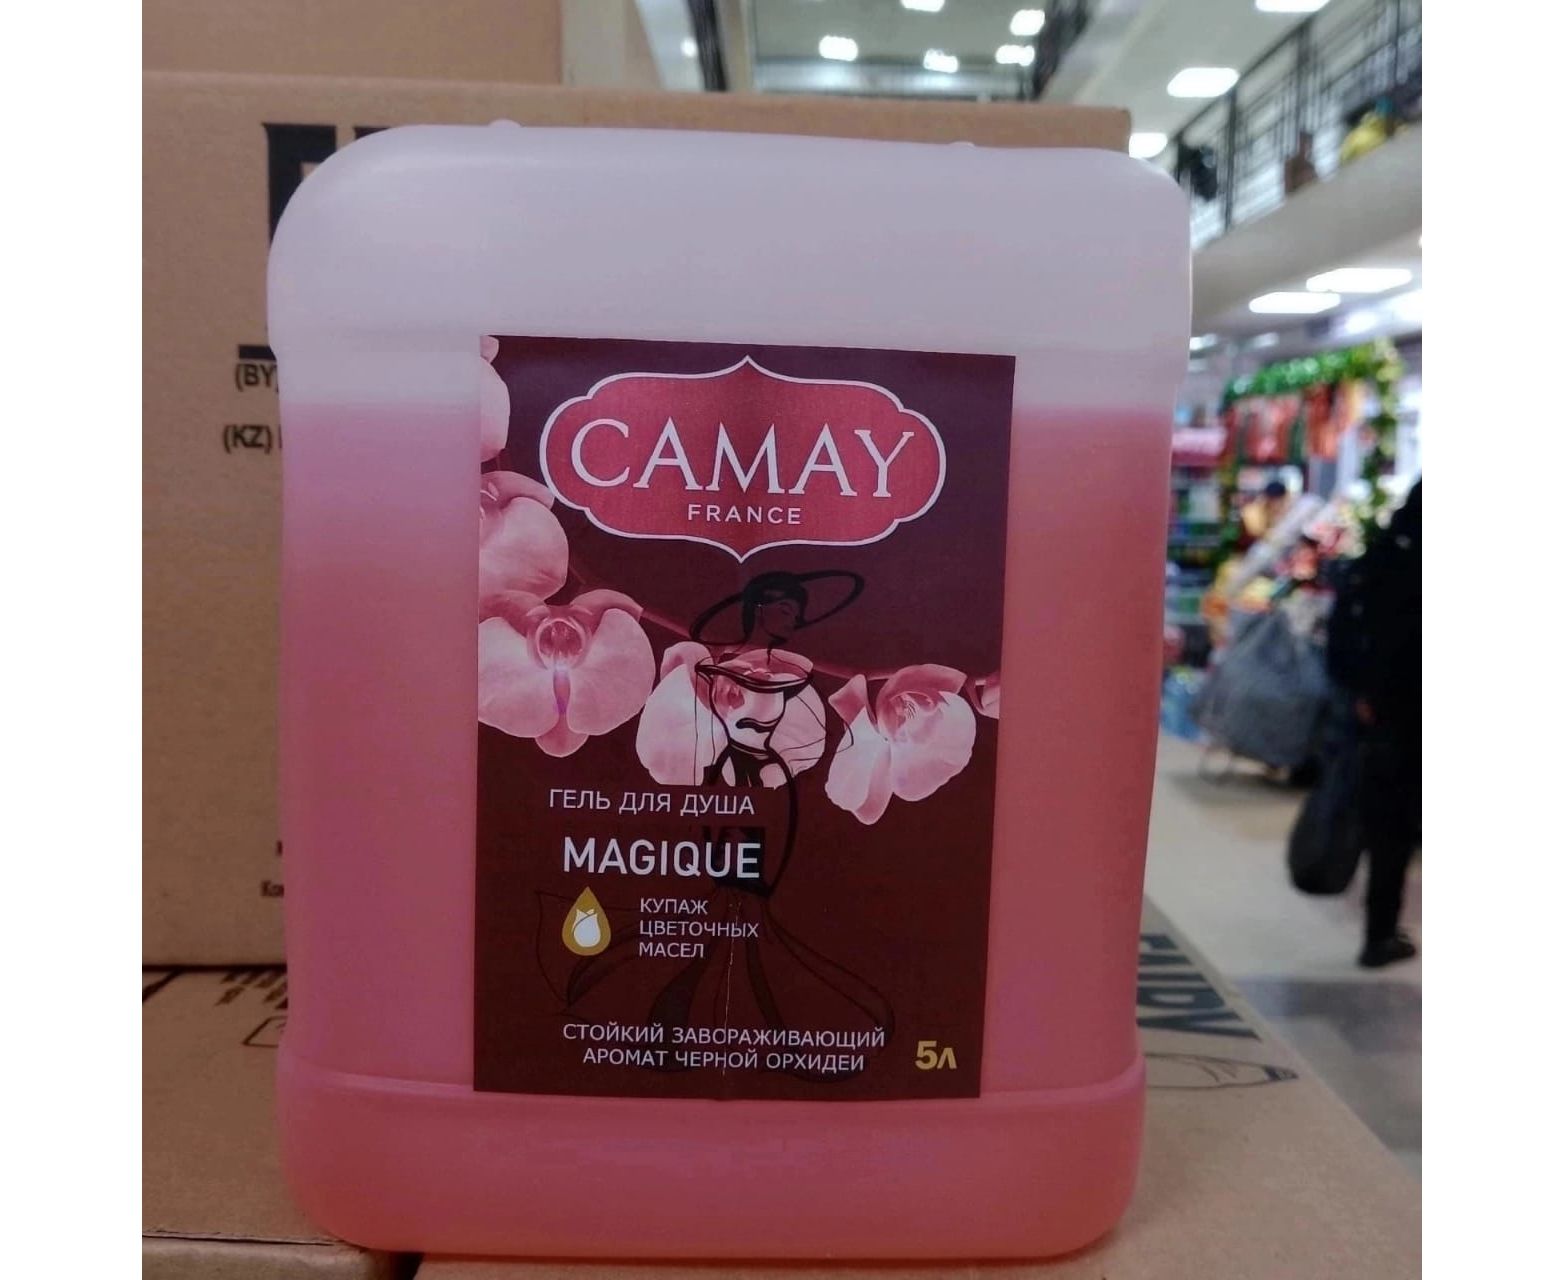 (BY)
(KZ)
CAMAY
FRANCE
ГЕЛЬ ДЛЯ ДУША
MAGIQUE
КУПАЖ
ЦВЕТОЧНЫХ
МАСЕЛ
СТОЙКИЙ ЗАВОРАЖИВАЮЩИЙ
АРОМАТ ЧЕРНОЙ ОРХИДЕИ
5л